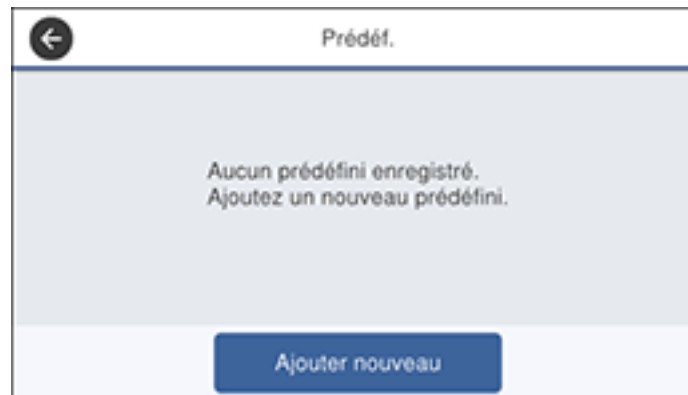 Prédéf.
Aucun prédéfini enregistré.
Ajoutez un nouveau prédéfini.
Ajouter nouveau